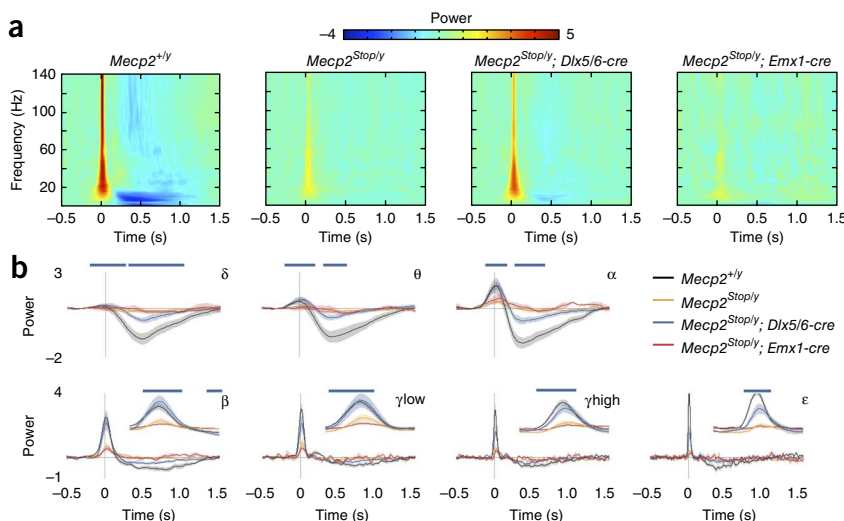 a
Power
−4 5
Mecp2+/y Mecp2Stop/y Mecp2Stop/y; Dlx5/6-cre Mecp2Stop/y; Emx1-cre
Frequency (Hz)
140
100
60
20
−0.5 0 0.5 1.0 1.5 −0.5 0 0.5 1.0 1.5 −0.5 0 0.5 1.0 1.5 −0.5 0 0.5 1.0 1.5
Time (s) Time (s) Time (s) Time (s)
b
Power
3
−2
δ θ α
Mecp2+/y
Mecp2Stop/y
Mecp2Stop/y; Dlx5/6-cre
Mecp2Stop/y; Emx1-cre
Power
4
−1
β γlow γhigh ε
−0.5 0 0.5 1.0 1.5 −0.5 0 0.5 1.0 1.5 −0.5 0 0.5 1.0 1.5 −0.5 0 0.5 1.0 1.5
Time (s) Time (s) Time (s) Time (s)